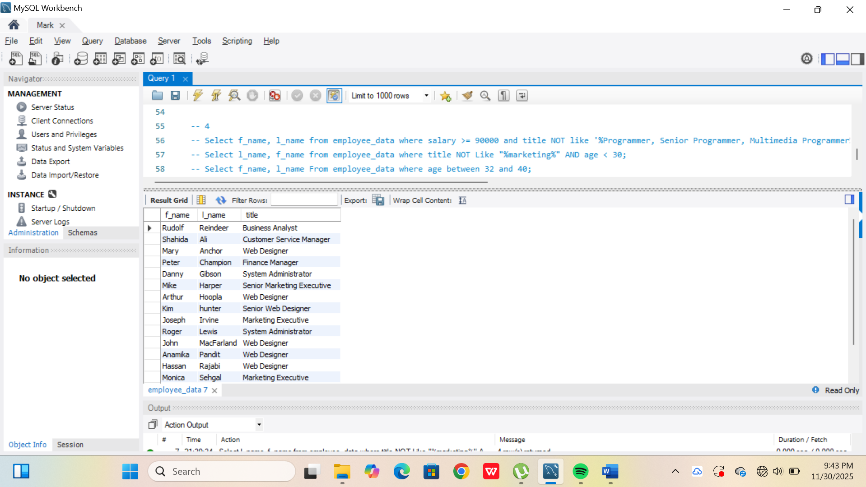 MySQL Workbench
Mark
File Edit View Query Database Server Tools Scripting Help
Navigator
Query 1
MANAGEMENT
Server Status
Client Connections
Users and Privileges
Status and System Variables
Data Export
Data Import/Restore
INSTANCE
Startup / Shutdown
Server Logs
Administration Schemas
Information
No object selected
Object Info Session
Limit to 1000 rows
54
55 -- 4
56 -- Select f_name, l_name from employee_data where salary >= 90000 and title NOT like '%Programmer, Senior Programmer, Multimedia Programmer
57 -- Select f_name, l_name from employee_data where title NOT Like "%marketing%" AND age < 30;
58 -- Select f_name, l_name from employee_data where age between 32 and 40;
Result Grid Filter Rows: Export: Wrap Cell Content:
f_name l_name title
Rudolf Reindeer Business Analyst
Shahida Ali Customer Service Manager
Mary Anchor Web Designer
Peter Champion Finance Manager
Danny Gibson System Administrator
Mike Harper Senior Marketing Executive
Arthur Hoopla Web Designer
Kim hunter Senior Web Designer
Joseph Irvine Marketing Executive
Roger Lewis System Administrator
John MacFarland Web Designer
Anamika Pandit Web Designer
Hassan Rajabi Web Designer
Monica Sehgal Marketing Executive
employee_data 7
Read Only
Output
Action Output
# Time Action Message Duration / Fetch
Search
9:43 PM
11/30/2025